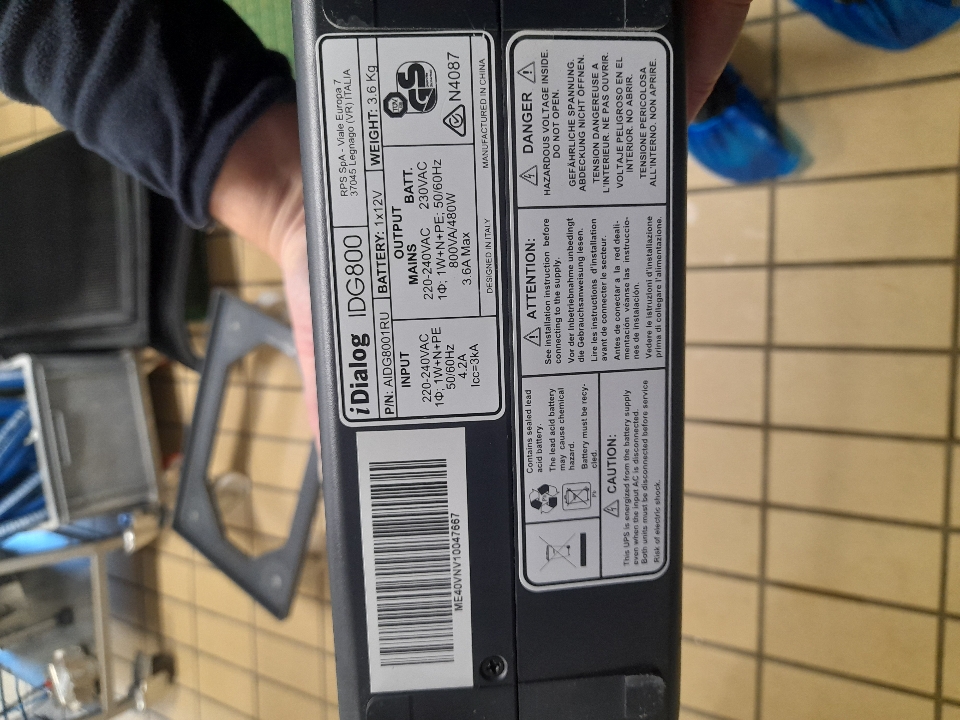 iDialog IDG800
RPS SpA - Viale Europa 7
37045 Legnago (VR) ITALIA
P/N: AIDG8001RU
BATTERY: 1x12V
WEIGHT: 3.6 Kg
INPUT
220-240VAC
1Φ; 1W+N+PE
50/60Hz
4.2A
Icc=3kA
OUTPUT
MAINS BATT.
220-240VAC 230VAC
1Φ; 1W+N+PE; 50/60Hz
800VA/480W
3.6A Max
TÜV
GS
N4087
DESIGNED IN ITALY
MANUFACTURED IN CHINA
ME40VNV10047667
Contains sealed lead
acid battery.
The lead acid battery
may cause chemical
hazard.
Battery must be recy-
cled.
Pb
CAUTION:
This UPS is energized from the battery supply
even when the input AC is disconnected.
Both units must be disconnected before service
Risk of electric shock.
ATTENTION:
See installation instruction before
connecting to the supply.
Vor der Inbetriebnahme unbedingt
die Gebrauchsanweisung lesen.
Lire les instructions d'installation
avant de connecter le secteur.
Antes de conectar a la red deali-
mentación véanse las instruccio-
nes de instalación.
Vedere le istruzioni d'installazione
prima di collegare l'alimentazione.
DANGER
HAZARDOUS VOLTAGE INSIDE.
DO NOT OPEN.
GEFÄHRLICHE SPANNUNG.
ABDECKUNG NICHT ÖFFNEN.
TENSION DANGEREUSE A
L'INTERIEUR. NE PAS OUVRIR.
VOLTAJE PELIGROSO EN EL
INTERIOR. NO ABRIR.
TENSIONE PERICOLOSA
ALL'INTERNO. NON APRIRE.